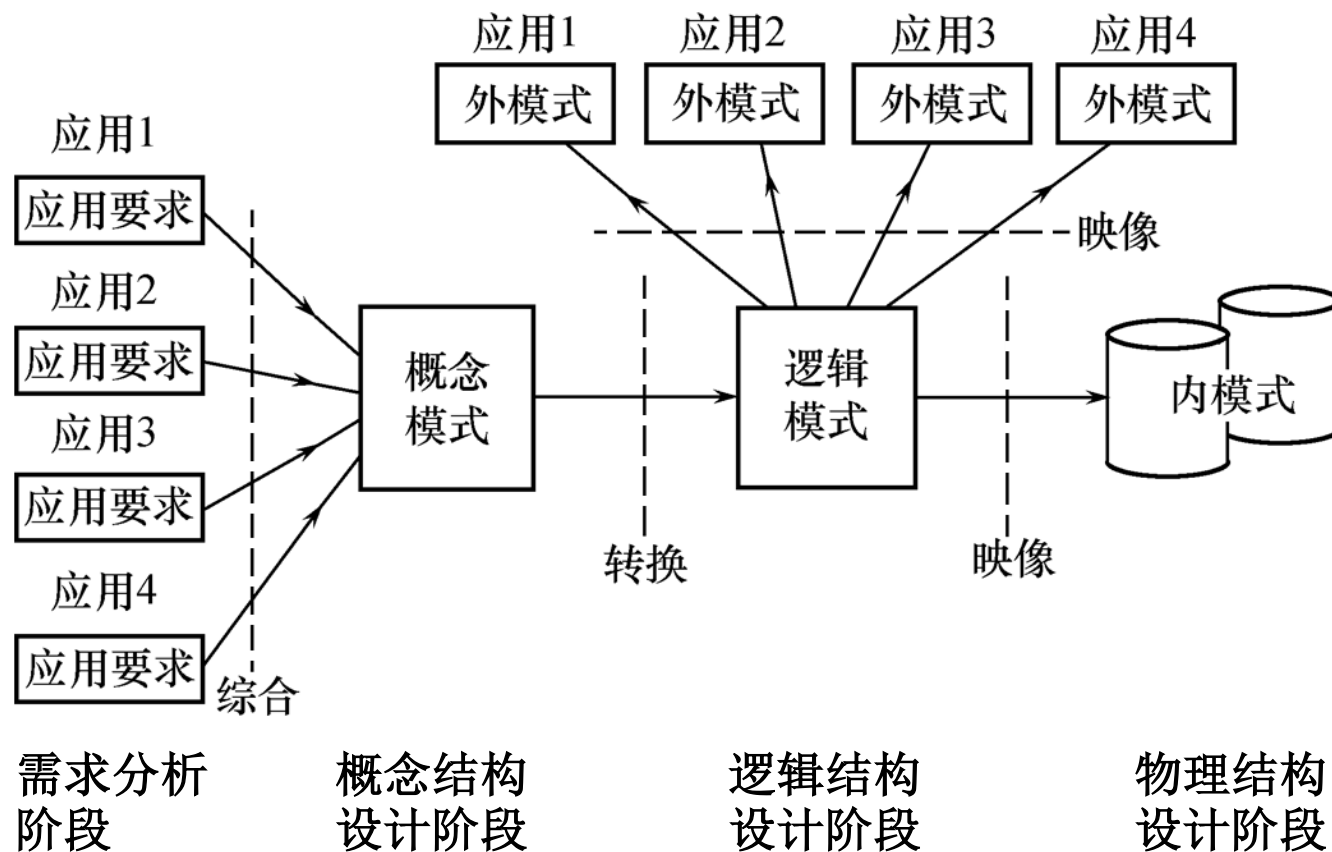 应用1
应用2
应用3
应用4
外模式
外模式
外模式
外模式
映像
应用1
应用要求
应用2
应用要求
应用3
应用要求
应用4
应用要求
综合
概念
模式
转换
逻辑
模式
映像
内模式
需求分析
阶段
概念结构
设计阶段
逻辑结构
设计阶段
物理结构
设计阶段